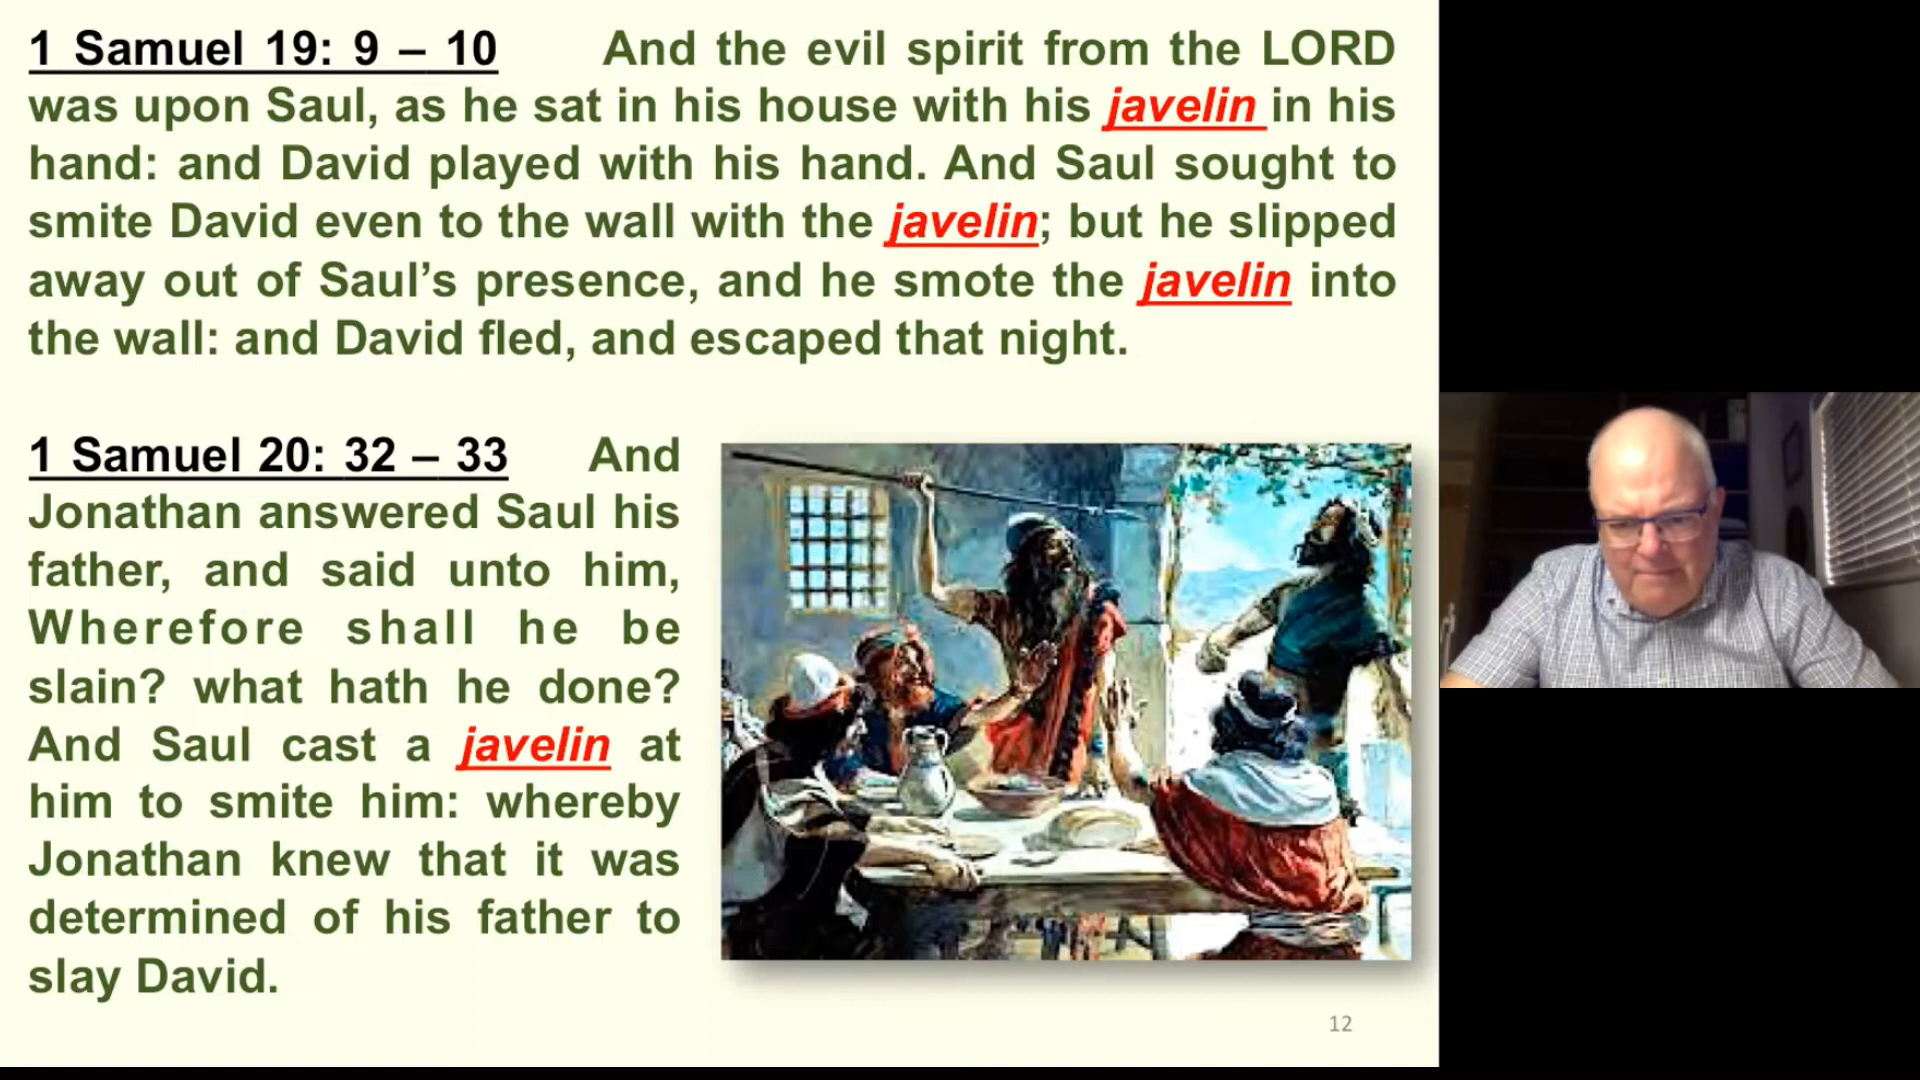 1 Samuel 19: 9 – 10 And the evil spirit from the LORD
was upon Saul, as he sat in his house with his javelin in his
hand: and David played with his hand. And Saul sought to
smite David even to the wall with the javelin; but he slipped
away out of Saul’s presence, and he smote the javelin into
the wall: and David fled, and escaped that night.
1 Samuel 20: 32 – 33 And
Jonathan answered Saul his
father, and said unto him,
Wherefore shall he be
slain? what hath he done?
And Saul cast a javelin at
him to smite him: whereby
Jonathan knew that it was
determined of his father to
slay David.
12